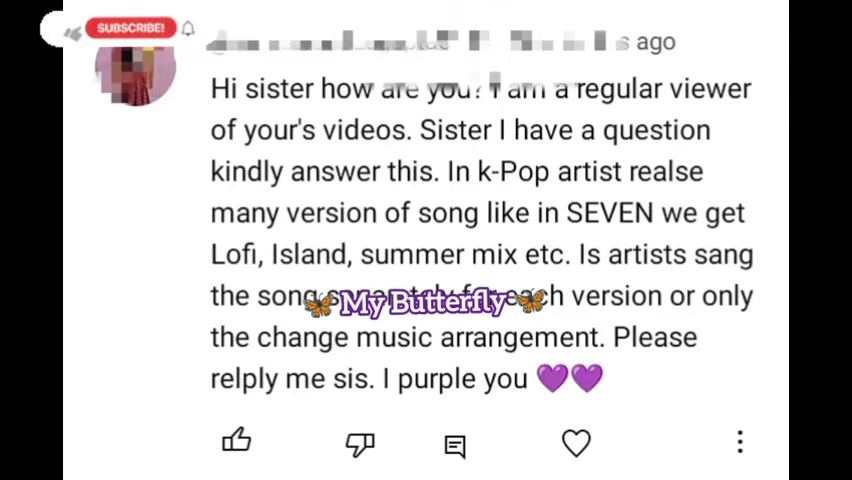 SUBSCRIBE!
s ago
Hi sister how are you? I am a regular viewer
of your's videos. Sister I have a question
kindly answer this. In k-Pop artist realse
many version of song like in SEVEN we get
Lofi, Island, summer mix etc. Is artists sang
the song each version or only
My Butterfly
the change music arrangement. Please
relply me sis. I purple you 💜💜